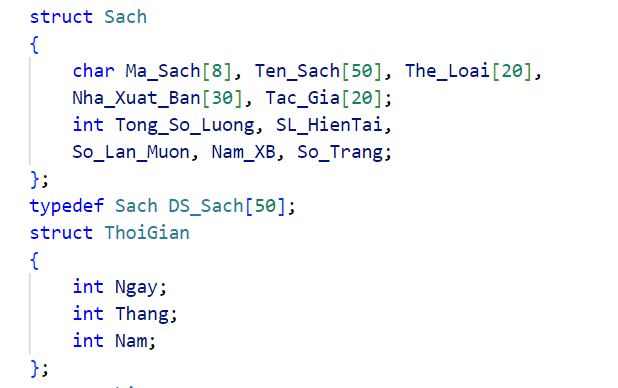 struct Sach
{
    char Ma_Sach[8], Ten_Sach[50], The_Loai[20],
    Nha_Xuat_Ban[30], Tac_Gia[20];
    int Tong_So_Luong, SL_HienTai,
    So_Lan_Muon, Nam_XB, So_Trang;
};
typedef Sach DS_Sach[50];
struct ThoiGian
{
    int Ngay;
    int Thang;
    int Nam;
};